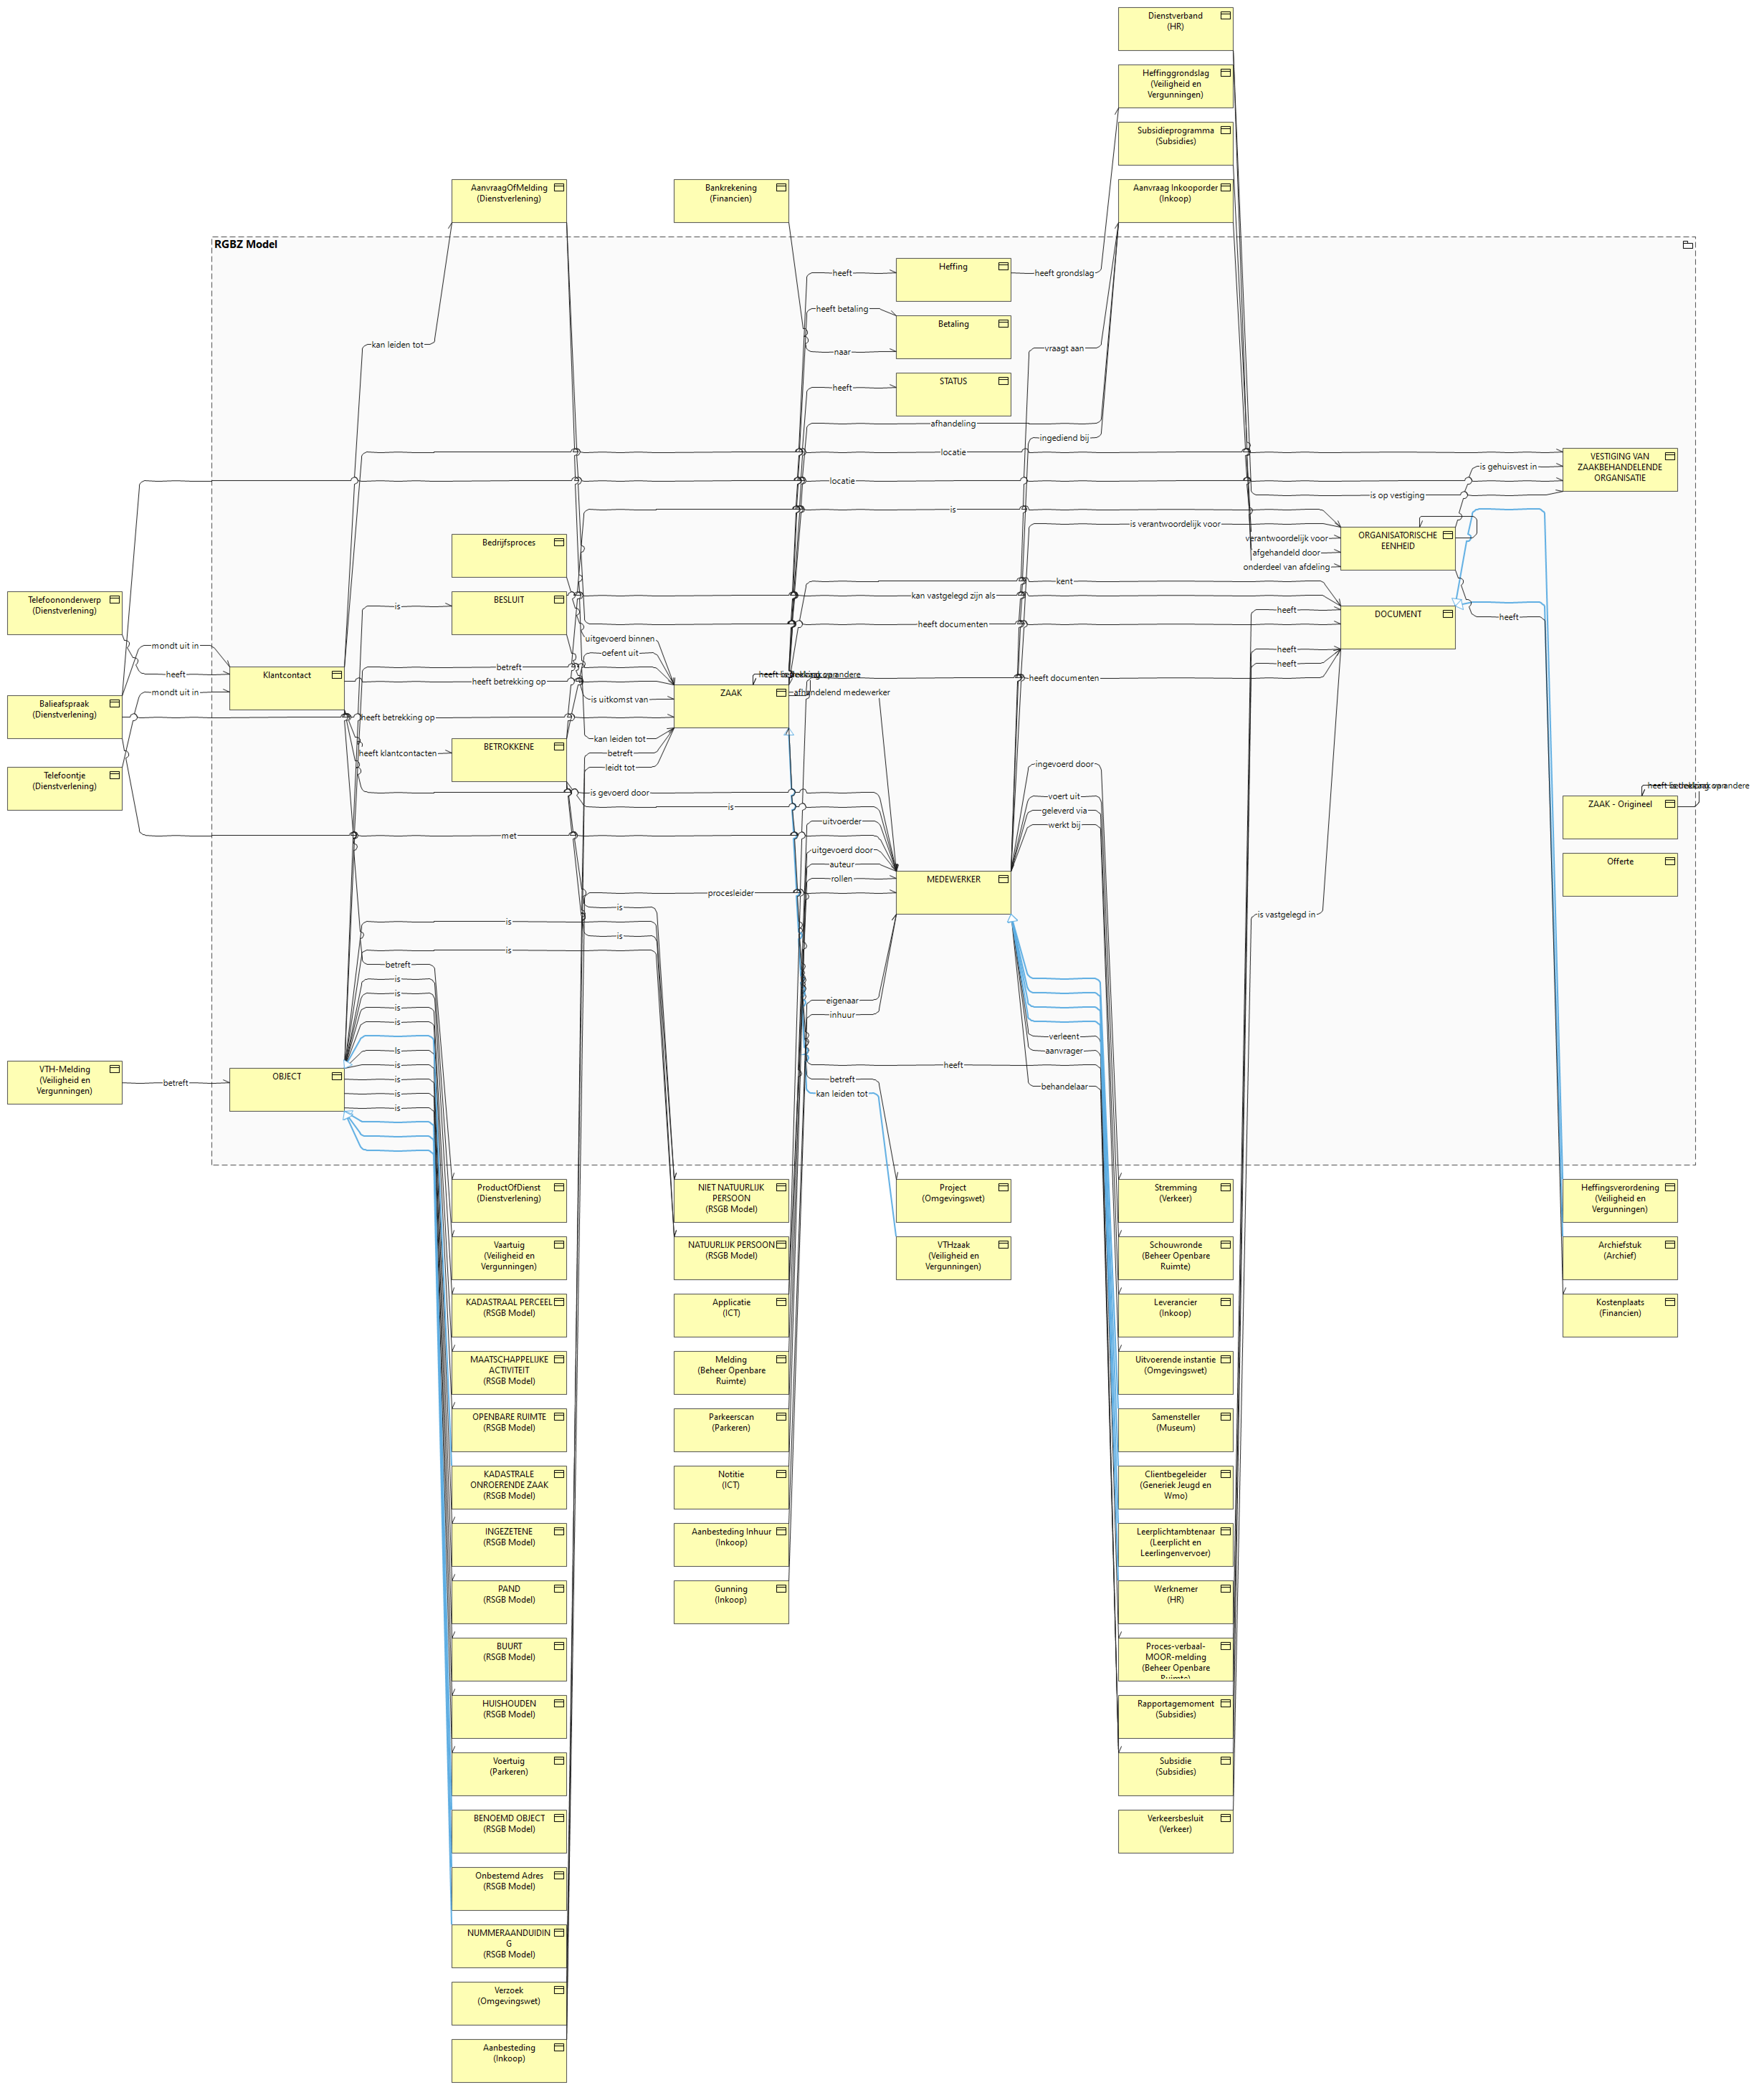 Dienstverband
(HR)
Heffinggrondslag
(Veiligheid en
Vergunningen)
Subsidieprogramma
(Subsidies)
AanvraagOfMelding
(Dienstverlening)
Bankrekening
(Financien)
Aanvraag Inkooporder
(Inkoop)
RGBZ Model
Heffing
heeft
heeft grondslag
heeft betaling
Betaling
kan leiden tot
naar
vraagt aan
STATUS
heeft
afhandeling
ingediend bij
locatie
VESTIGING VAN
ZAAKBEHANDELENDE
ORGANISATIE
is gehuisvest in
locatie
is op vestiging
is
is verantwoordelijk voor
ORGANISATORISCHE
EENHEID
verantwoordelijk voor
afgehandeld door
onderdeel van afdeling
Bedrijfsproces
kent
Telefoononderwerp
(Dienstverlening)
BESLUIT
is
kan vastgelegd zijn als
DOCUMENT
heeft
heeft
heeft documenten
uitgevoerd binnen
mondt uit in
oefent uit
heeft
heeft
Klantcontact
heeft
betreft
heeft betrekking op
heeft documenten
mondt uit in
ZAAK
afhandelend medewerker
is uitkomst van
Balieafspraak
(Dienstverlening)
heeft betrekking op
kan leiden tot
BETROKKENE
heeft klantcontacten
betreft
leidt tot
ingevoerd door
Telefoontje
(Dienstverlening)
is gevoerd door
is
voert uit
geleverd via
werkt bij
ZAAK - Origineel
uitvoerder
met
uitgevoerd door
auteur
rollen
Offerte
MEDEWERKER
procesleider
is
is
is
is vastgelegd in
is
betreft
is
is
is
is
eigenaar
inhuur
verleent
aanvrager
Is
is
is
is
is
heeft
betreft
kan leiden tot
behandelaar
VTH-Melding
(Veiligheid en
Vergunningen)
betreft
OBJECT
ProductOfDienst
(Dienstverlening)
NIET NATUURLIJK
PERSOON
(RSGB Model)
Project
(Omgevingswet)
Stremming
(Verkeer)
Heffingsverordening
(Veiligheid en
Vergunningen)
Vaartuig
(Veiligheid en
Vergunningen)
NATUURLIJK PERSOON
(RSGB Model)
VTHzaak
(Veiligheid en
Vergunningen)
Schouwronde
(Beheer Openbare
Ruimte)
Archiefstuk
(Archief)
KADASTRAAL PERCEEL
(RSGB Model)
Applicatie
(ICT)
Leverancier
(Inkoop)
Kostenplaats
(Financien)
MAATSCHAPPELIJKE
ACTIVITEIT
(RSGB Model)
Melding
(Beheer Openbare
Ruimte)
Uitvoerende instantie
(Omgevingswet)
OPENBARE RUIMTE
(RSGB Model)
Parkeerscan
(Parkeren)
Samensteller
(Museum)
KADASTRALE
ONROERENDE ZAAK
(RSGB Model)
Notitie
(ICT)
Clientbegeleider
(Generiek Jeugd en
Wmo)
INGEZETENE
(RSGB Model)
Aanbesteding Inhuur
(Inkoop)
Leerplichtambtenaar
(Leerplicht en
Leerlingenvervoer)
PAND
(RSGB Model)
Gunning
(Inkoop)
Werknemer
(HR)
BUURT
(RSGB Model)
Proces-verbaal-
MOOR-melding
(Beheer Openbare
HUISHOUDEN
(RSGB Model)
Rapportagemoment
(Subsidies)
Voertuig
(Parkeren)
Subsidie
(Subsidies)
BENOEMD OBJECT
(RSGB Model)
Verkeersbesluit
(Verkeer)
Onbestemd Adres
(RSGB Model)
NUMMERAANDUIDIN
G
(RSGB Model)
Verzoek
(Omgevingswet)
Aanbesteding
(Inkoop)